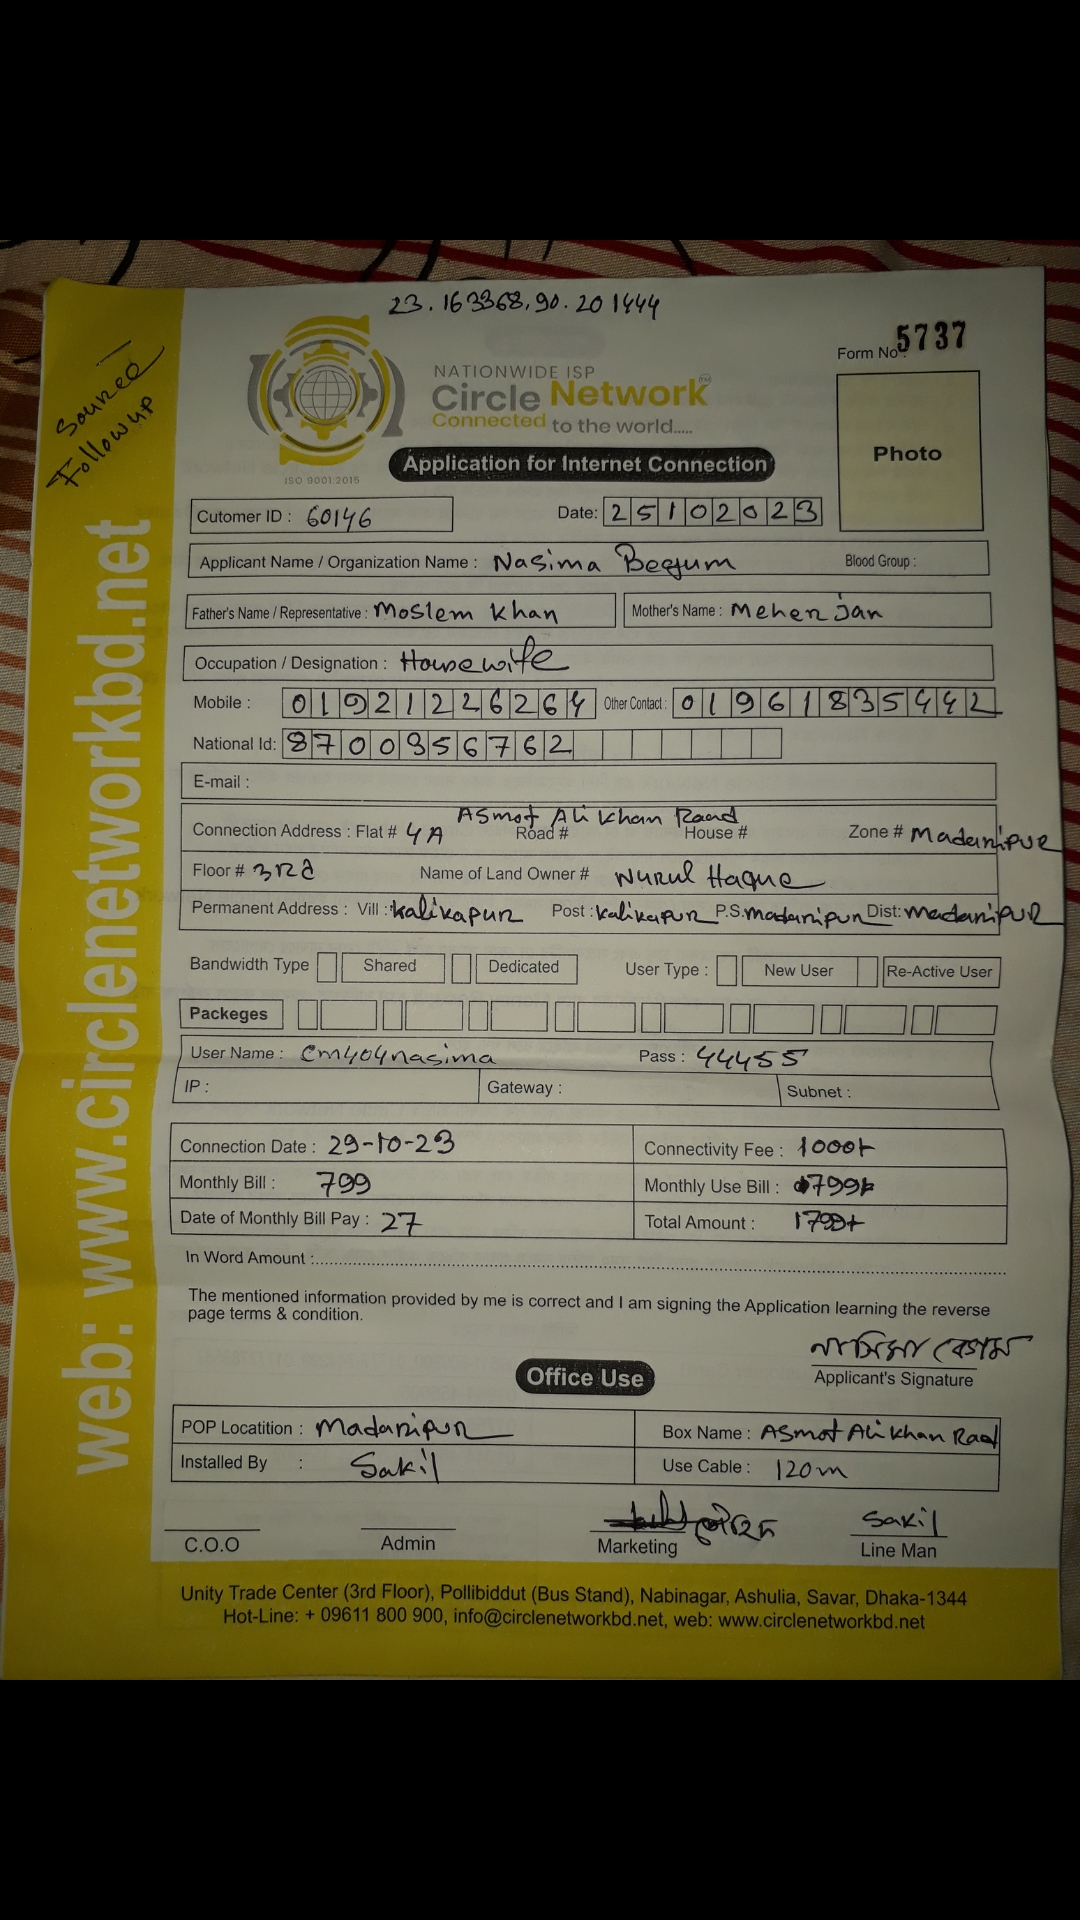 23.163368,90.201444
Source
Followup
web: www.circlenetworkbd.net
Form No: 5737
NATIONWIDE ISP
Circle Network TM
Connected to the world.....
ISO 9001:2015
Application for Internet Connection
Photo
Cutomer ID : 60146
Date: 25102023
Applicant Name / Organization Name : Nasima Begum Blood Group :
Father's Name / Representative : Moslem Khan Mother's Name : Meher Jan
Occupation / Designation : Housewife
Mobile : 01921226264 Other Contact : 01961835442
National Id: 8700956762
E-mail :
Asmot Ali Khan Raod
Connection Address : Flat # 4A Road # House # Zone # Madaripur
Floor # 3rd Name of Land Owner # Nurul Haque
Permanent Address : Vill : Kalikapur Post : Kalikapur P.S. Madaripur Dist: Madaripur
Bandwidth Type Shared Dedicated User Type : New User Re-Active User
Packeges
User Name : Cm404nasima Pass : 44455
IP : Gateway : Subnet :
Connection Date : 29-10-23 Connectivity Fee : 1000/-
Monthly Bill : 799 Monthly Use Bill : 799/-
Date of Monthly Bill Pay : 27 Total Amount : 1799/-
In Word Amount :
The mentioned information provided by me is correct and I am signing the Application learning the reverse
page terms & condition.
নাসিমা বেগম
Applicant's Signature
Office Use
POP Locatition : Madaripur Box Name : Asmot Ali Khan Raod
Installed By : Sakil Use Cable : 120m
Sakil
C.O.O Admin Marketing Line Man
Unity Trade Center (3rd Floor), Pollibiddut (Bus Stand), Nabinagar, Ashulia, Savar, Dhaka-1344
Hot-Line: + 09611 800 900, info@circlenetworkbd.net, web: www.circlenetworkbd.net